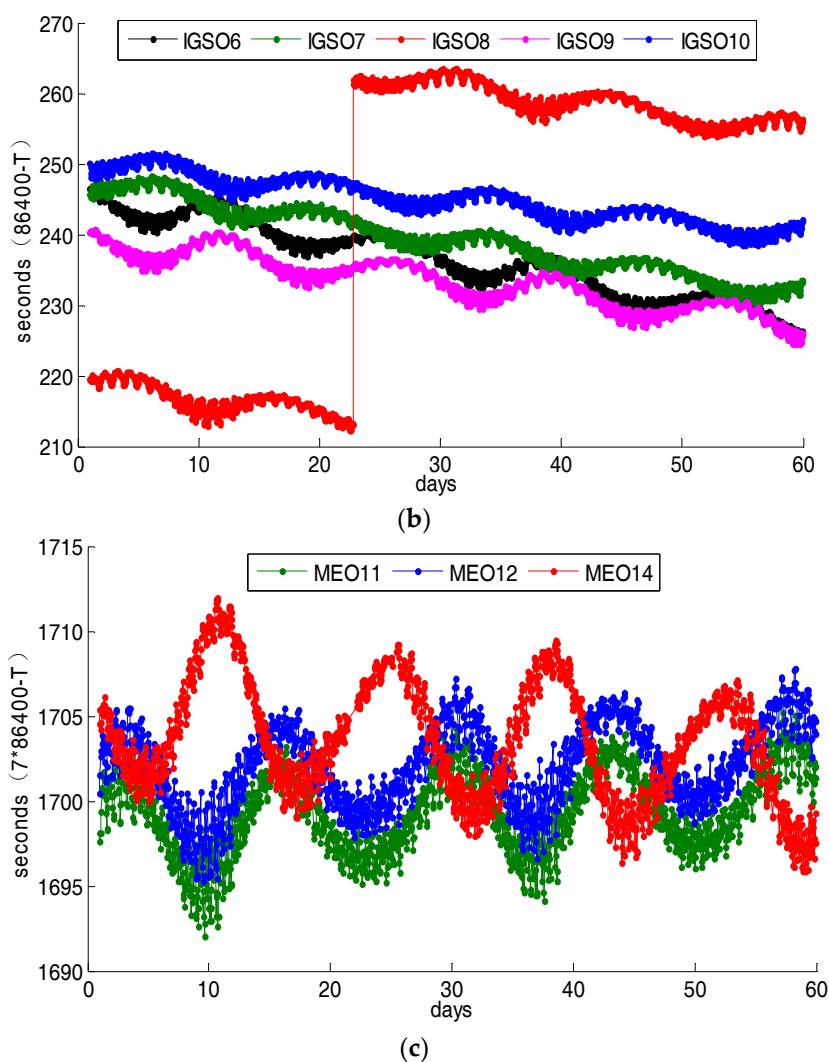 270
IGSO6 IGSO7 IGSO8 IGSO9 IGSO10
260
250
240
230
220
210
seconds（86400-T）
0 10 20 30 40 50 60
days
(b)
1715
MEO11 MEO12 MEO14
1710
1705
1700
1695
1690
seconds（7*86400-T）
0 10 20 30 40 50 60
days
(c)